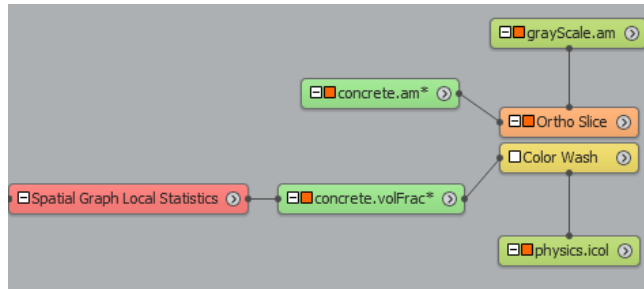 grayScale.am
concrete.am*
Ortho Slice
Color Wash
Spatial Graph Local Statistics
concrete.volFrac*
physics.icol